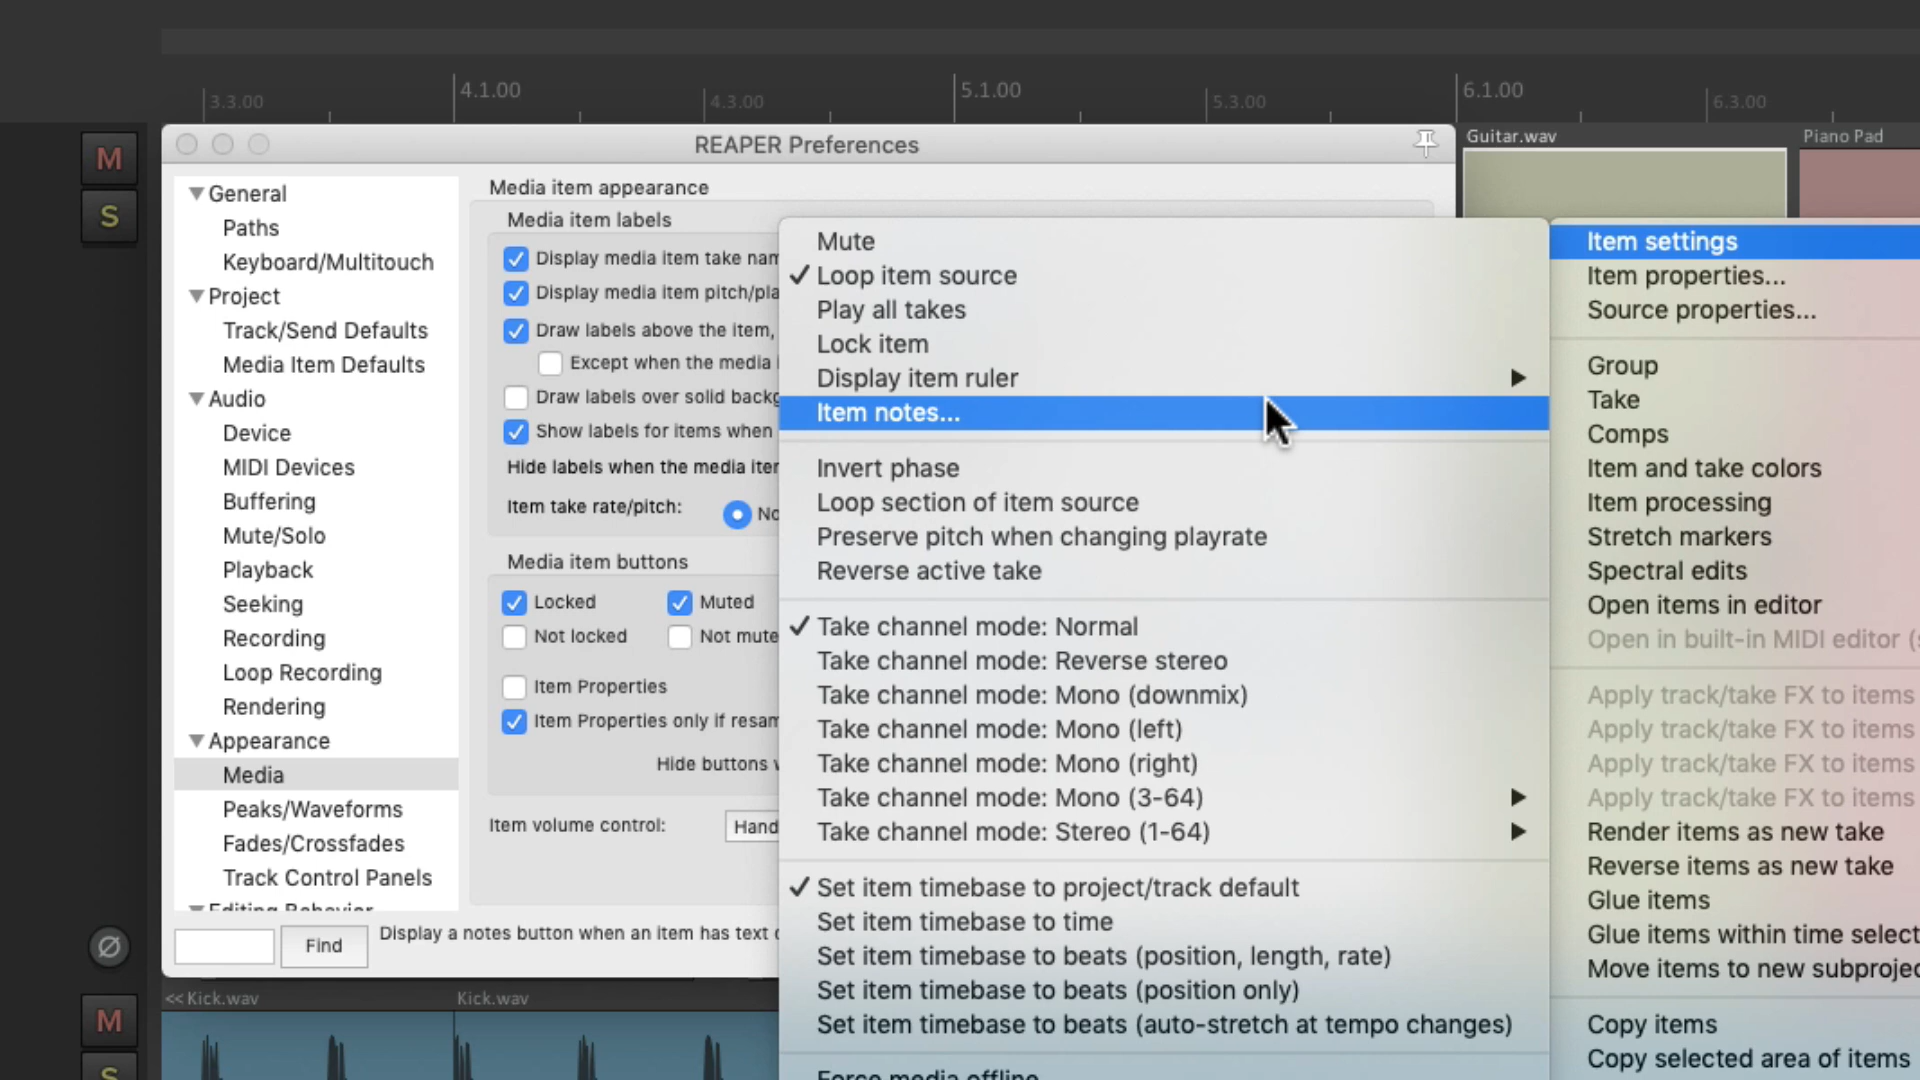 3.3.00
4.1.00
4.3.00
5.1.00
5.3.00
6.1.00
6.3.00
M
S
REAPER Preferences
Guitar.wav
Piano Pad
General
Paths
Keyboard/Multitouch
Project
Track/Send Defaults
Media Item Defaults
Audio
Device
MIDI Devices
Buffering
Mute/Solo
Playback
Seeking
Recording
Loop Recording
Rendering
Appearance
Media
Peaks/Waveforms
Fades/Crossfades
Track Control Panels
Editing Behavior
Find
Media item appearance
Media item labels
Display media item take nam
Display media item pitch/pla
Draw labels above the item,
Except when the media i
Draw labels over solid backg
Show labels for items when
Hide labels when the media iter
Item take rate/pitch:
No
Media item buttons
Locked
Muted
Not locked
Not mute
Item Properties
Item Properties only if resam
Hide buttons w
Item volume control:
Hand
Display a notes button when an item has text o
Mute
Loop item source
Play all takes
Lock item
Display item ruler
Item notes...
Invert phase
Loop section of item source
Preserve pitch when changing playrate
Reverse active take
Take channel mode: Normal
Take channel mode: Reverse stereo
Take channel mode: Mono (downmix)
Take channel mode: Mono (left)
Take channel mode: Mono (right)
Take channel mode: Mono (3-64)
Take channel mode: Stereo (1-64)
Set item timebase to project/track default
Set item timebase to time
Set item timebase to beats (position, length, rate)
Set item timebase to beats (position only)
Set item timebase to beats (auto-stretch at tempo changes)
Force media offline
Item settings
Item properties...
Source properties...
Group
Take
Comps
Item and take colors
Item processing
Stretch markers
Spectral edits
Open items in editor
Open in built-in MIDI editor (s
Apply track/take FX to items
Apply track/take FX to items
Apply track/take FX to items
Apply track/take FX to items
Render items as new take
Reverse items as new take
Glue items
Glue items within time select
Move items to new subprojec
Copy items
Copy selected area of items
Ø
M
S
<<Kick.wav
Kick.wav